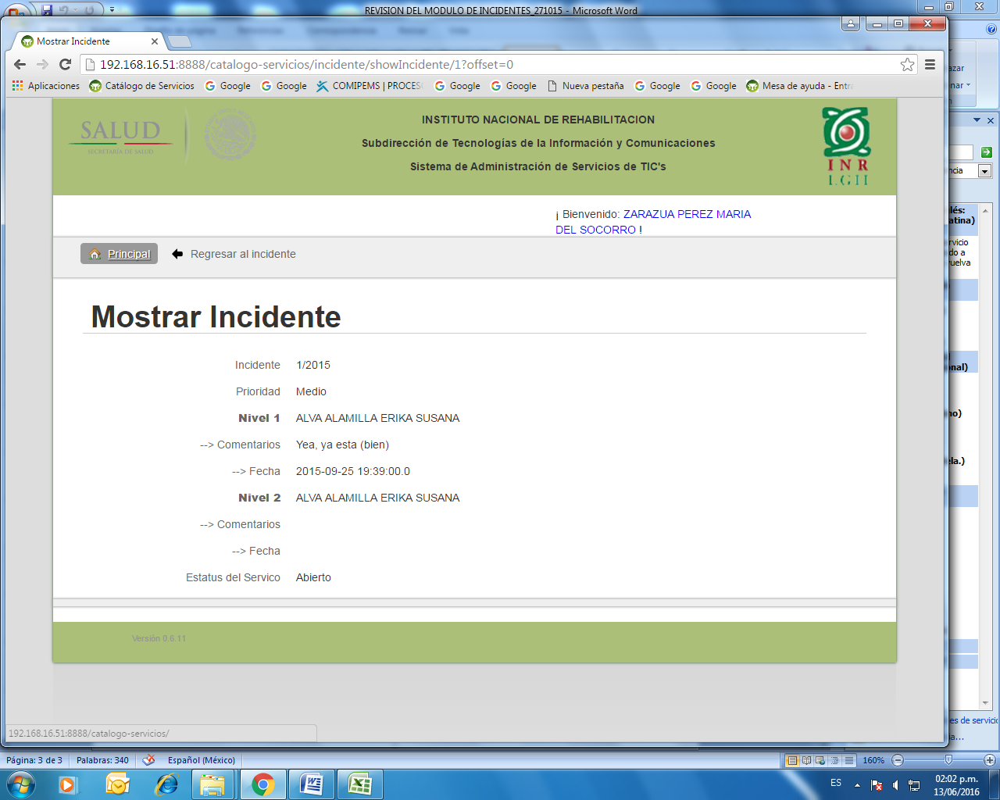 REVISION DEL MODULO DE INCIDENTES_271015 - Microsoft Word
Mostrar Incidente
192.168.16.51:8888/catalogo-servicios/incidente/showIncidente/1?offset=0
Aplicaciones Catálogo de Servicios Google Google COMIPEMS | PROCES Google Google Nueva pestaña Google Google Mesa de ayuda - Entra
SALUD
SECRETARÍA DE SALUD
INSTITUTO NACIONAL DE REHABILITACION
Subdirección de Tecnologías de la Información y Comunicaciones
Sistema de Administración de Servicios de TIC's
INR
LGII
¡ Bienvenido: ZARAZUA PEREZ MARIA
DEL SOCORRO !
Principal Regresar al incidente
Mostrar Incidente
Incidente 1/2015
Prioridad Medio
Nivel 1 ALVA ALAMILLA ERIKA SUSANA
--> Comentarios Yea, ya esta (bien)
--> Fecha 2015-09-25 19:39:00.0
Nivel 2 ALVA ALAMILLA ERIKA SUSANA
--> Comentarios
--> Fecha
Estatus del Servico Abierto
Versión 0.6.11
192.168.16.51:8888/catalogo-servicios/
Página: 3 de 3 Palabras: 340 Español (México) 160%
ES 02:02 p.m.
13/06/2016